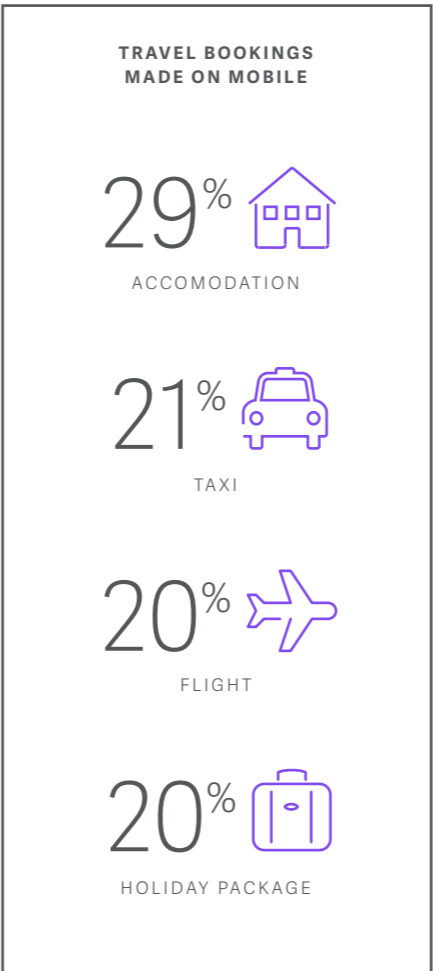 TRAVEL BOOKINGS
MADE ON MOBILE
29%
ACCOMODATION
21%
TAXI
20%
FLIGHT
20%
HOLIDAY PACKAGE